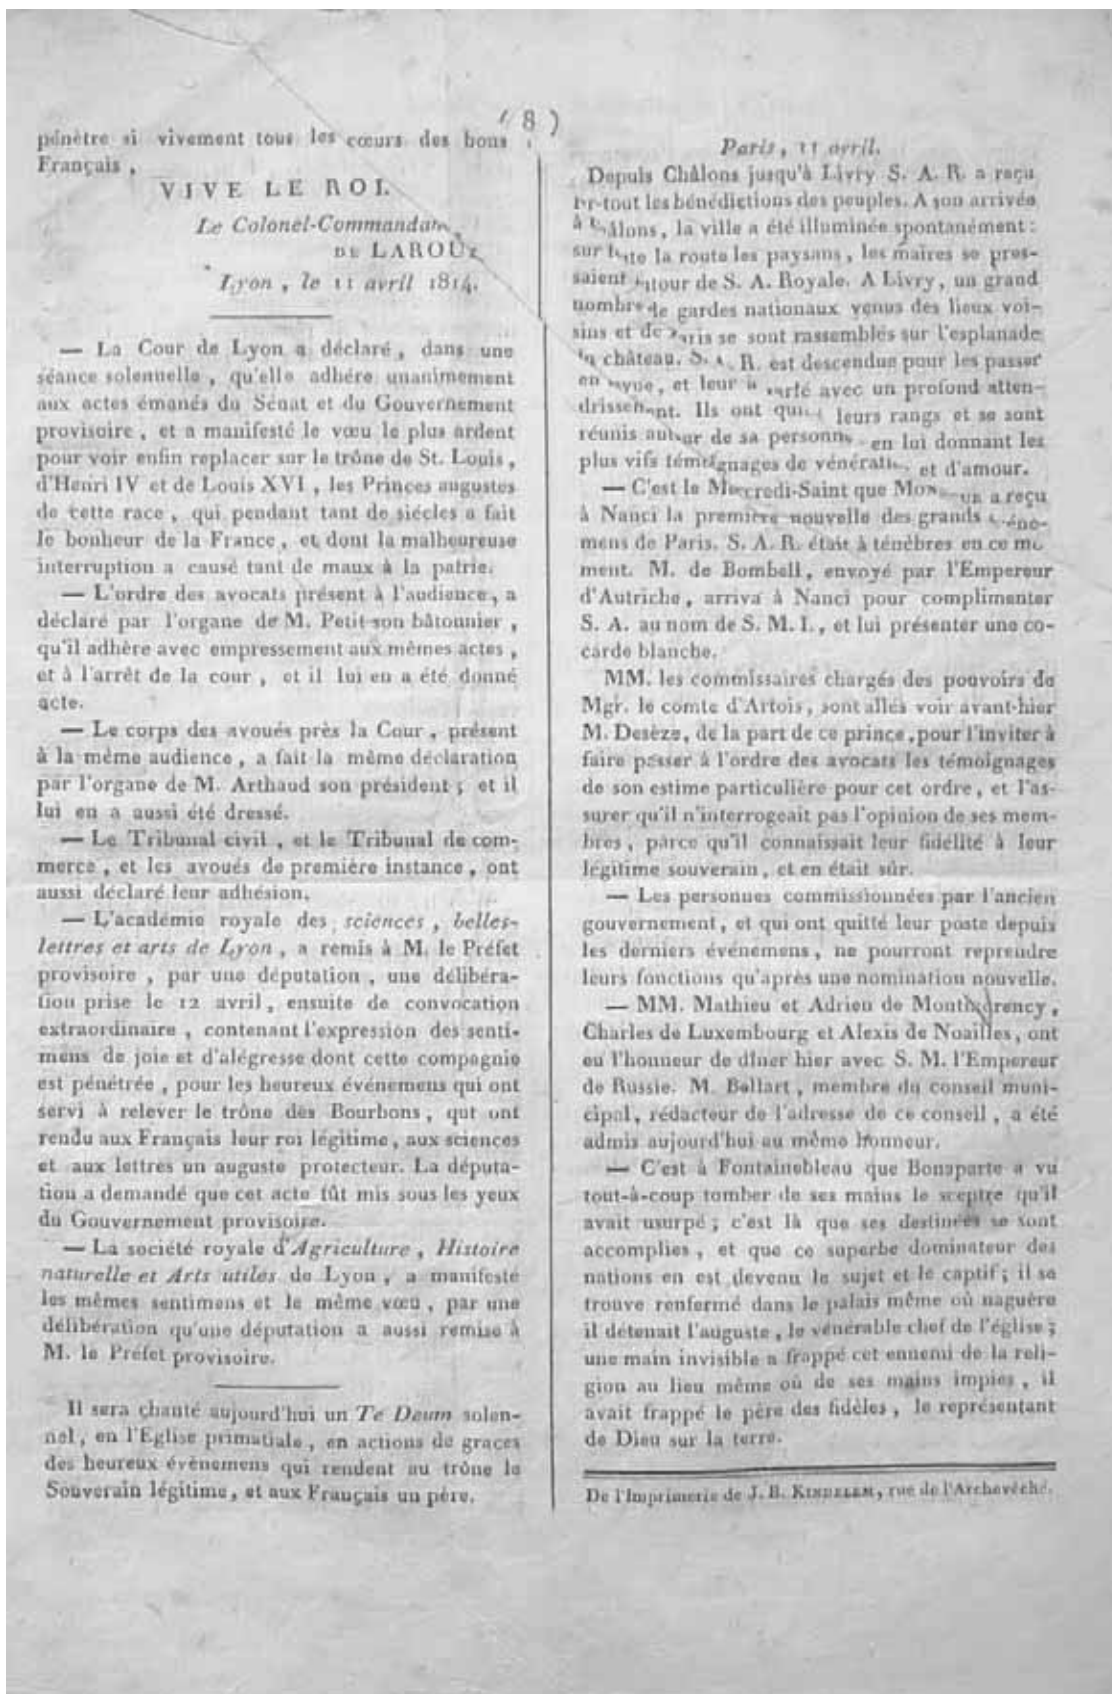 ( 8 )
pénètre si vivement tous les cœurs des bons
Français,
VIVE LE ROI.
Le Colonel-Commandant
DE LAROUE
Lyon, le 11 avril 1814.
— La Cour de Lyon a déclaré, dans une
séance solennelle, qu'elle adhére unanimement
aux actes émanés du Sénat et du Gouvernement
provisoire, et a manifesté le vœu le plus ardent
pour voir enfin replacer sur le trône de St. Louis,
d'Henri IV et de Louis XVI, les Princes augustes
de cette race, qui pendant tant de siécles a fait
le bonheur de la France, et dont la malheureuse
interruption a causé tant de maux à la patrie.
— L'ordre des avocats présent à l'audience, a
déclaré par l'organe de M. Petit son bâtonnier,
qu'il adhère avec empressement aux mêmes actes,
et à l'arrêt de la cour, et il lui en a été donné
acte.
— Le corps des avoués près la Cour, présent
à la même audience, a fait la même déclaration
par l'organe de M. Arthaud son président; et il
lui en a aussi été dressé.
— Le Tribunal civil, et le Tribunal de com-
merce, et les avoués de première instance, ont
aussi déclaré leur adhésion.
— L'académie royale des sciences, belles-
lettres et arts de Lyon, a remis à M. le Préfet
provisoire, par une députation, une délibéra-
tion prise le 12 avril, ensuite de convocation
extraordinaire, contenant l'expression des senti-
mens de joie et d'alégresse dont cette compagnie
est pénétrée, pour les heureux événemens qui ont
servi à relever le trône des Bourbons, qui ont
rendu aux Français leur roi légitime, aux sciences
et aux lettres un auguste protecteur. La députa-
tion a demandé que cet acte fût mis sous les yeux
du Gouvernement provisoire.
— La société royale d'Agriculture, Histoire
naturelle et Arts utiles de Lyon, a manifesté
les mêmes sentimens et le même vœu, par une
délibération qu'une députation a aussi remise à
M. le Préfet provisoire.
Il sera chanté aujourd'hui un Te Deum solen-
nel, en l'Eglise primatiale, en actions de graces
des heureux évènemens qui rendent au trône le
Souverain légitime, et aux Français un père.
Paris, 11 avril.
Depuis Châlons jusqu'à Livry S. A. R. a reçu
par-tout les bénédictions des peuples. A son arrivée
à Châlons, la ville a été illuminée spontanément:
sur toute la route les paysans, les maires se pres-
saient autour de S. A. Royale. A Livry, un grand
nombre de gardes nationaux venus des lieux voi-
sins et de Paris se sont rassemblés sur l'esplanade
du château. S. A. R. est descendue pour les passer
en revue, et leur a parlé avec un profond atten-
drissement. Ils ont quitté leurs rangs et se sont
réunis autour de sa personne, en lui donnant les
plus vifs témoignages de vénération et d'amour.
— C'est le Mercredi-Saint que MONSIEUR a reçu
à Nanci la première nouvelle des grands événe-
mens de Paris. S. A. R. était à ténèbres en ce mo-
ment. M. de Bombell, envoyé par l'Empereur
d'Autriche, arriva à Nanci pour complimenter
S. A. au nom de S. M. I., et lui présenter une co-
carde blanche.
MM. les commissaires chargés des pouvoirs de
Mgr. le comte d'Artois, sont allés voir avant-hier
M. Desèze, de la part de ce prince, pour l'inviter à
faire passer à l'ordre des avocats les témoignages
de son estime particulière pour cet ordre, et l'as-
surer qu'il n'interrogeait pas l'opinion de ses mem-
bres, parce qu'il connaissait leur fidélité à leur
légitime souverain, et en était sûr.
— Les personnes commissionnées par l'ancien
gouvernement, et qui ont quitté leur poste depuis
les derniers événemens, ne pourront reprendre
leurs fonctions qu'après une nomination nouvelle.
— MM. Mathieu et Adrien de Montmorency,
Charles de Luxembourg et Alexis de Noailles, ont
eu l'honneur de dîner hier avec S. M. l'Empereur
de Russie. M. Bellart, membre du conseil muni-
cipal, rédacteur de l'adresse de ce conseil, a été
admis aujourd'hui au même honneur.
— C'est à Fontainebleau que Bonaparte a vu
tout-à-coup tomber de ses mains le sceptre qu'il
avait usurpé; c'est là que ses destinées se sont
accomplies, et que ce superbe dominateur des
nations en est devenu le sujet et le captif; il se
trouve renfermé dans le palais même où naguère
il détenait l'auguste, le vénérable chef de l'église;
une main invisible a frappé cet ennemi de la reli-
gion au lieu même où de ses mains impies, il
avait frappé le père des fidèles, le représentant
de Dieu sur la terre.
De l'Imprimerie de J. B. KINDELEM, rue de l'Archevêché.